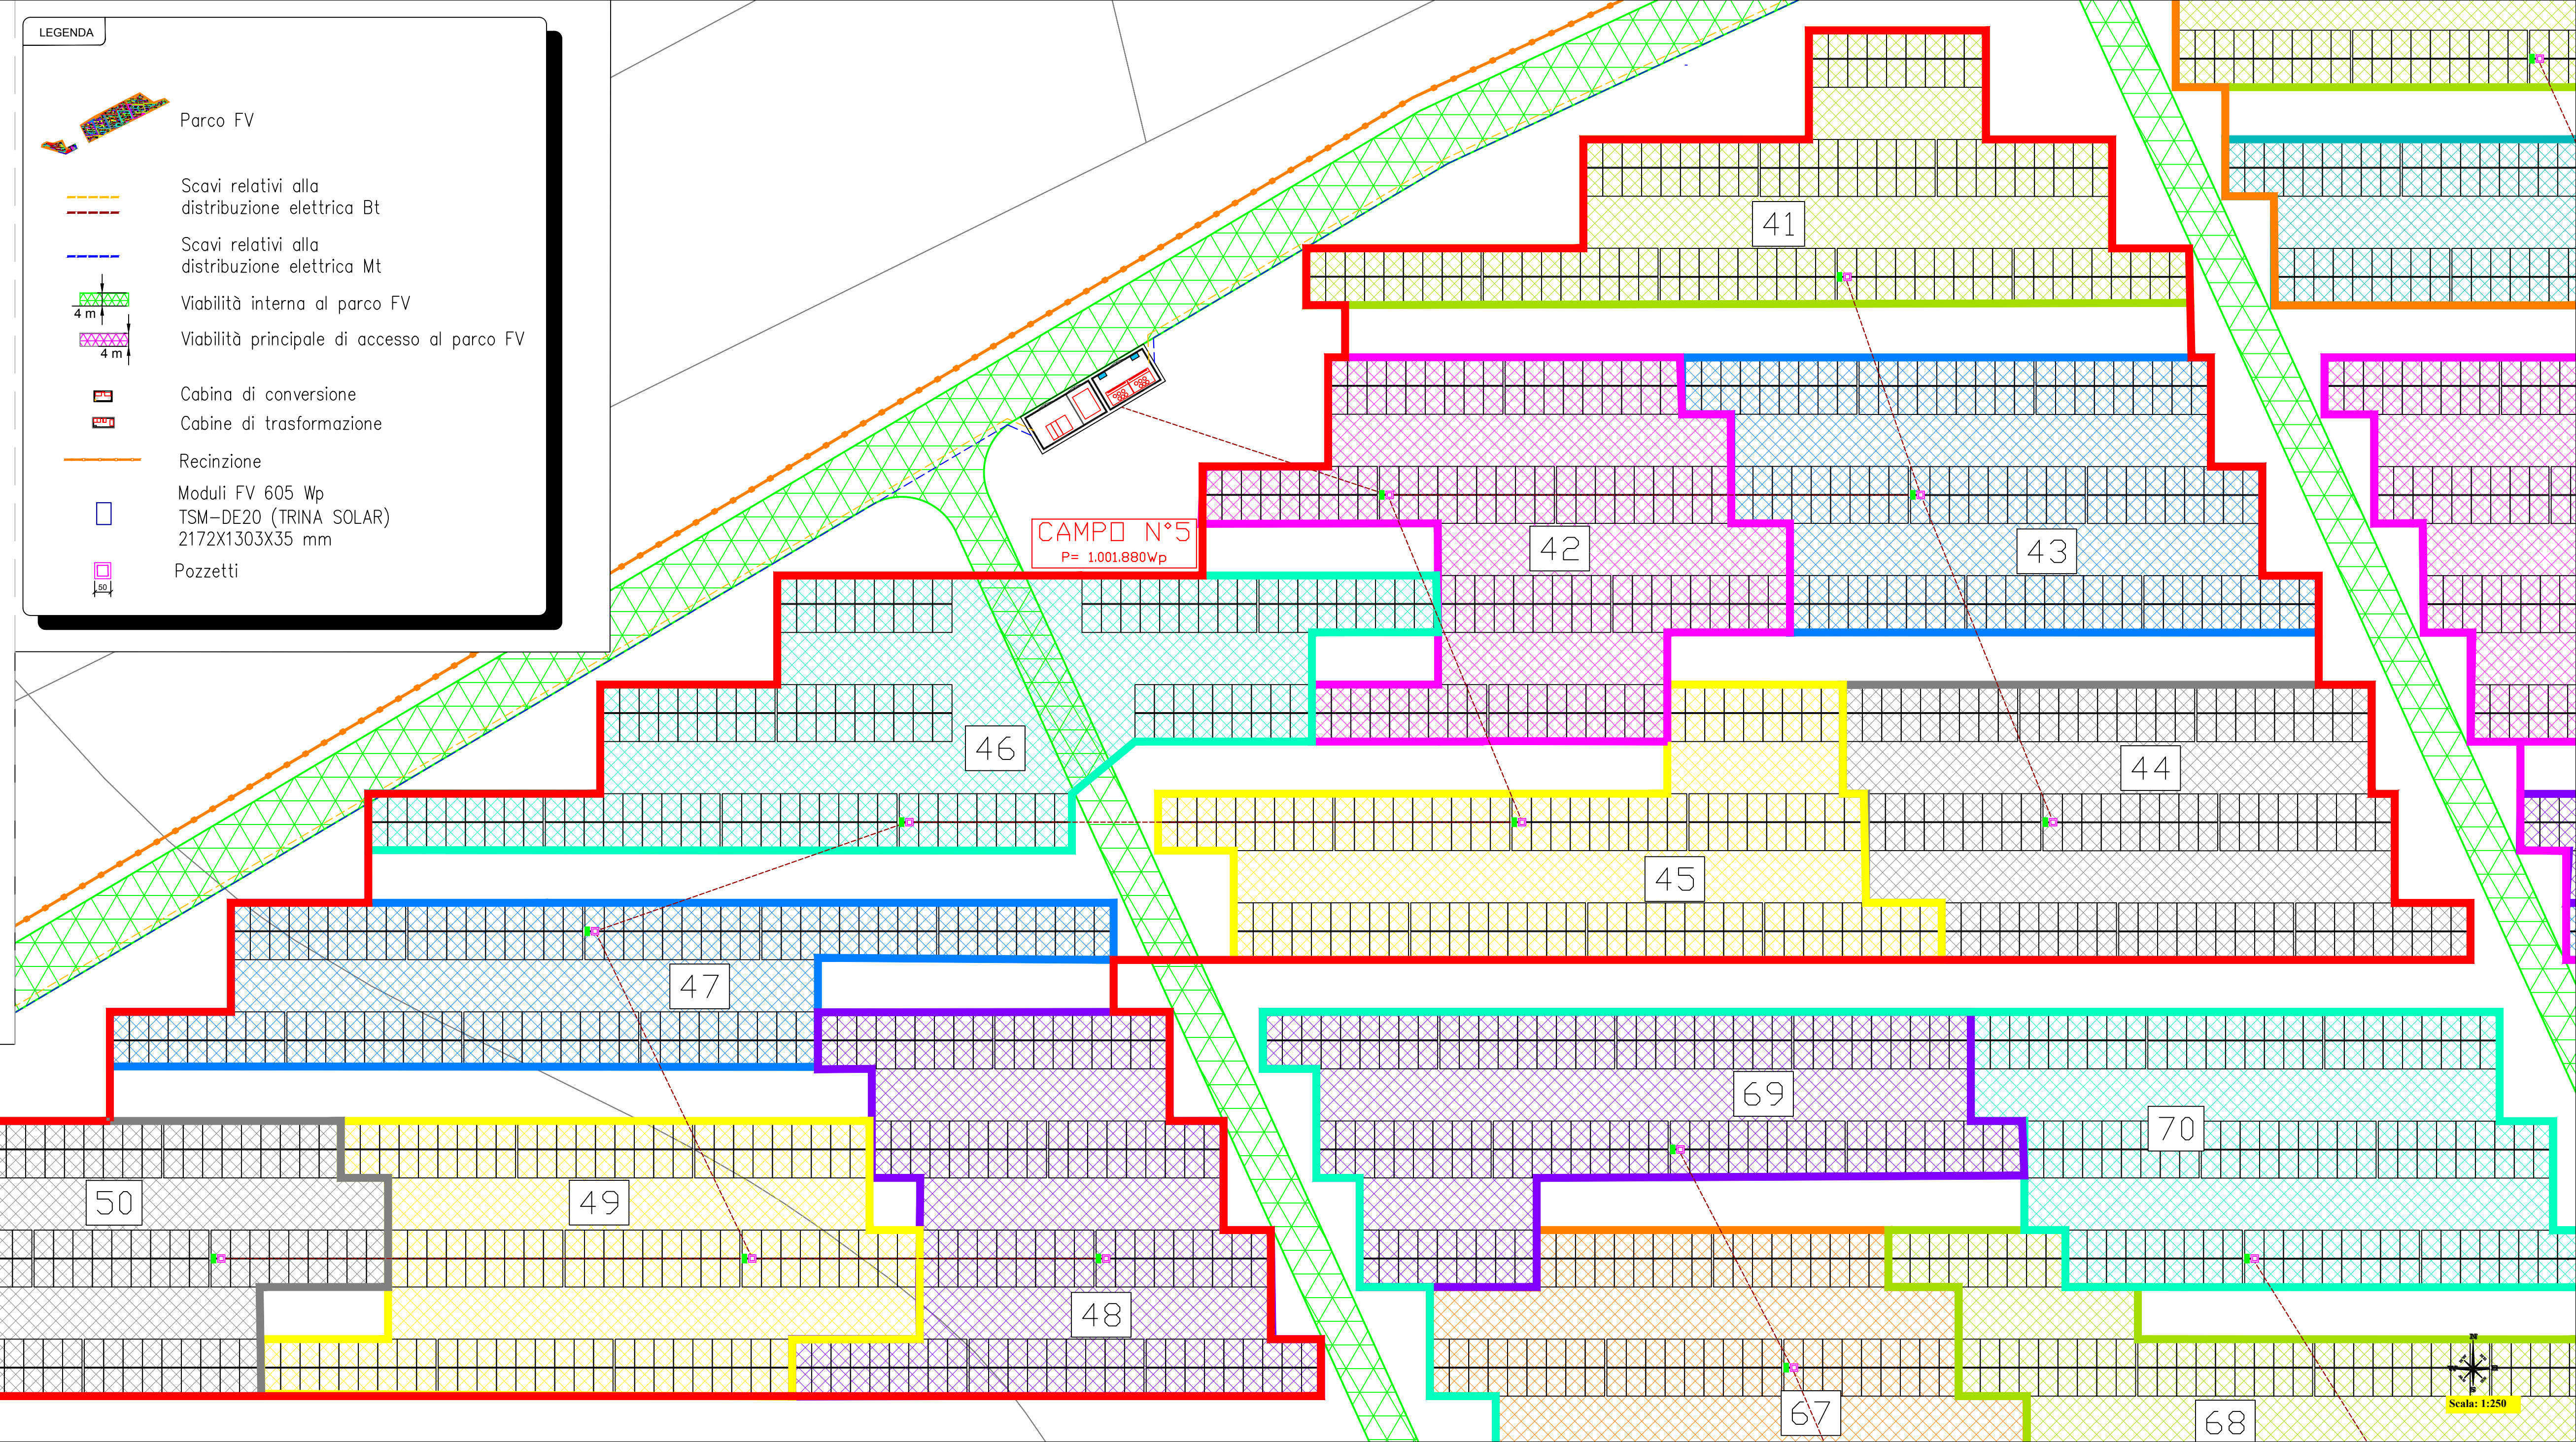 LEGENDA
Parco FV
Scavi relativi alla
distribuzione elettrica Bt
Scavi relativi alla
distribuzione elettrica Mt
Viabilità interna al parco FV
4 m
Viabilità principale di accesso al parco FV
4 m
Cabina di conversione
Cabine di trasformazione
Recinzione
Moduli FV 605 Wp
TSM-DE20 (TRINA SOLAR)
2172X1303X35 mm
Pozzetti
.50
41
CAMPO N°5
P= 1.001.880Wp
42
43
46
44
45
47
69
70
50
49
48
67
68
N
W
E
S
Scala: 1:250